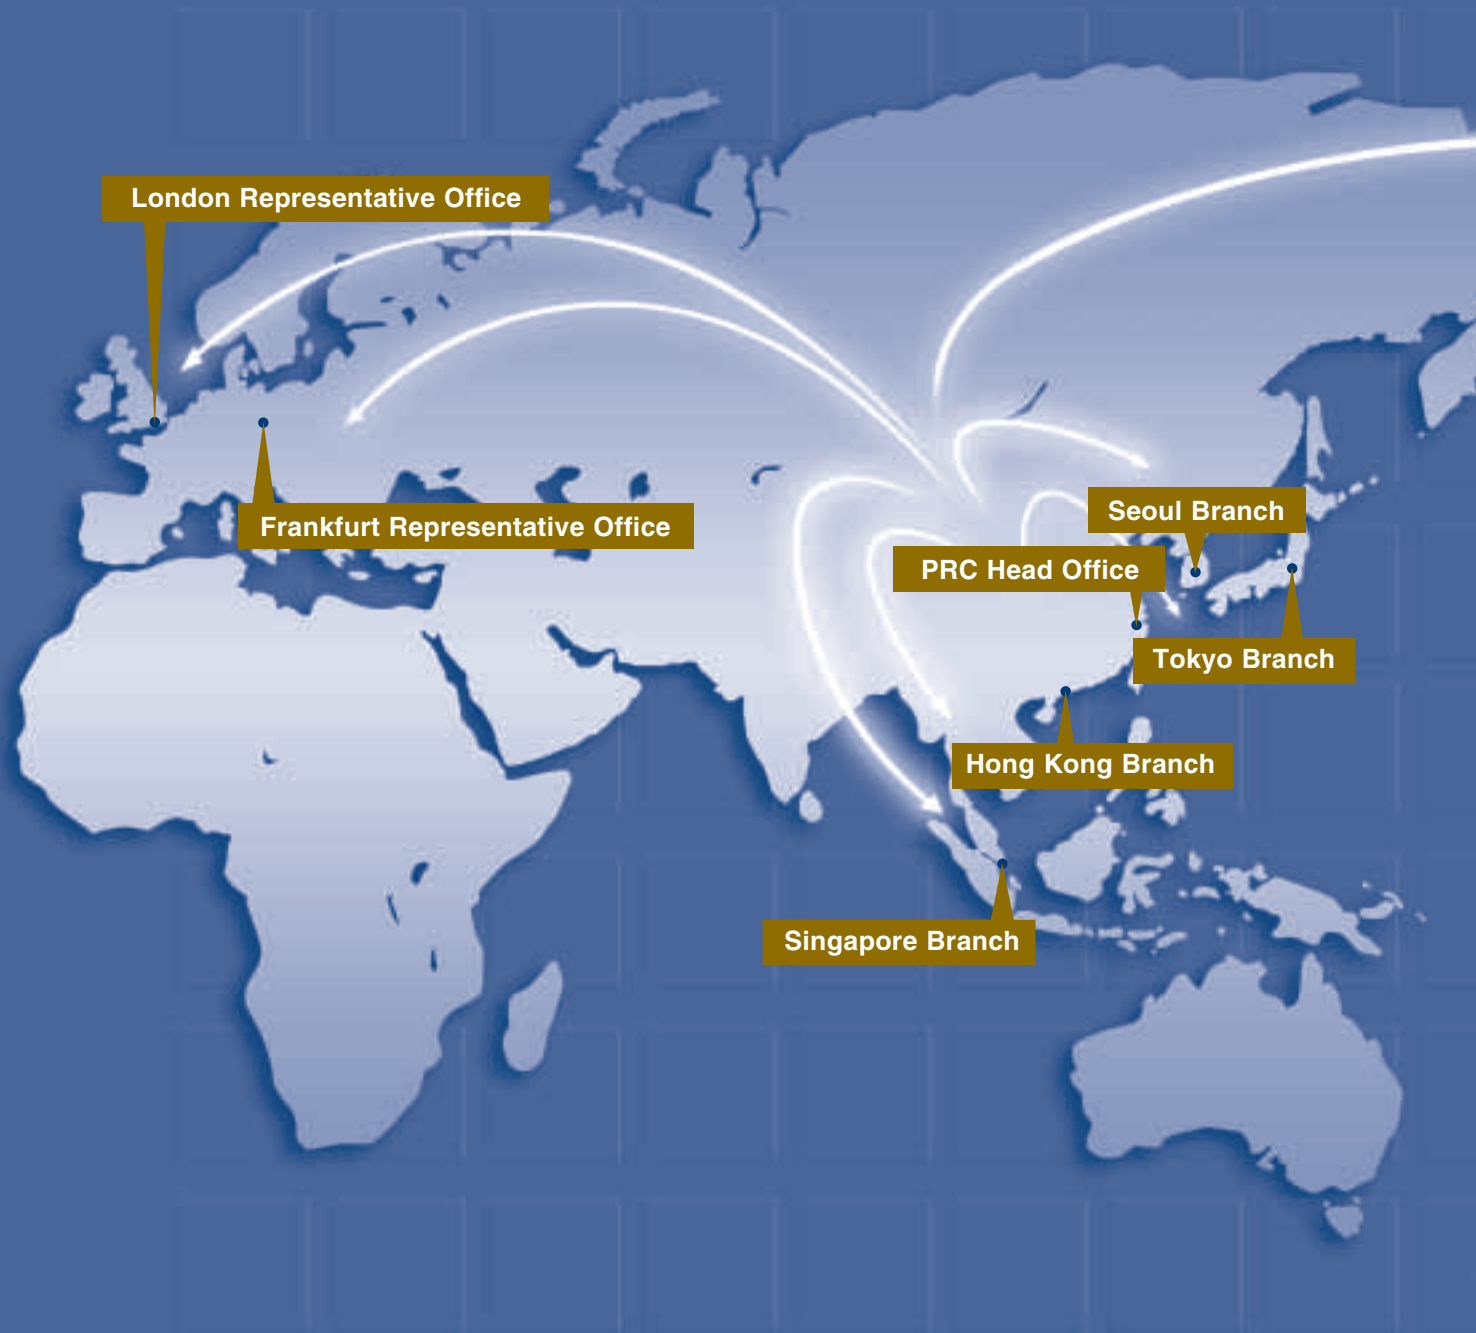 London Representative Office
Seoul Branch
Frankfurt Representative Office
PRC Head Office
Tokyo Branch
Hong Kong Branch
Singapore Branch